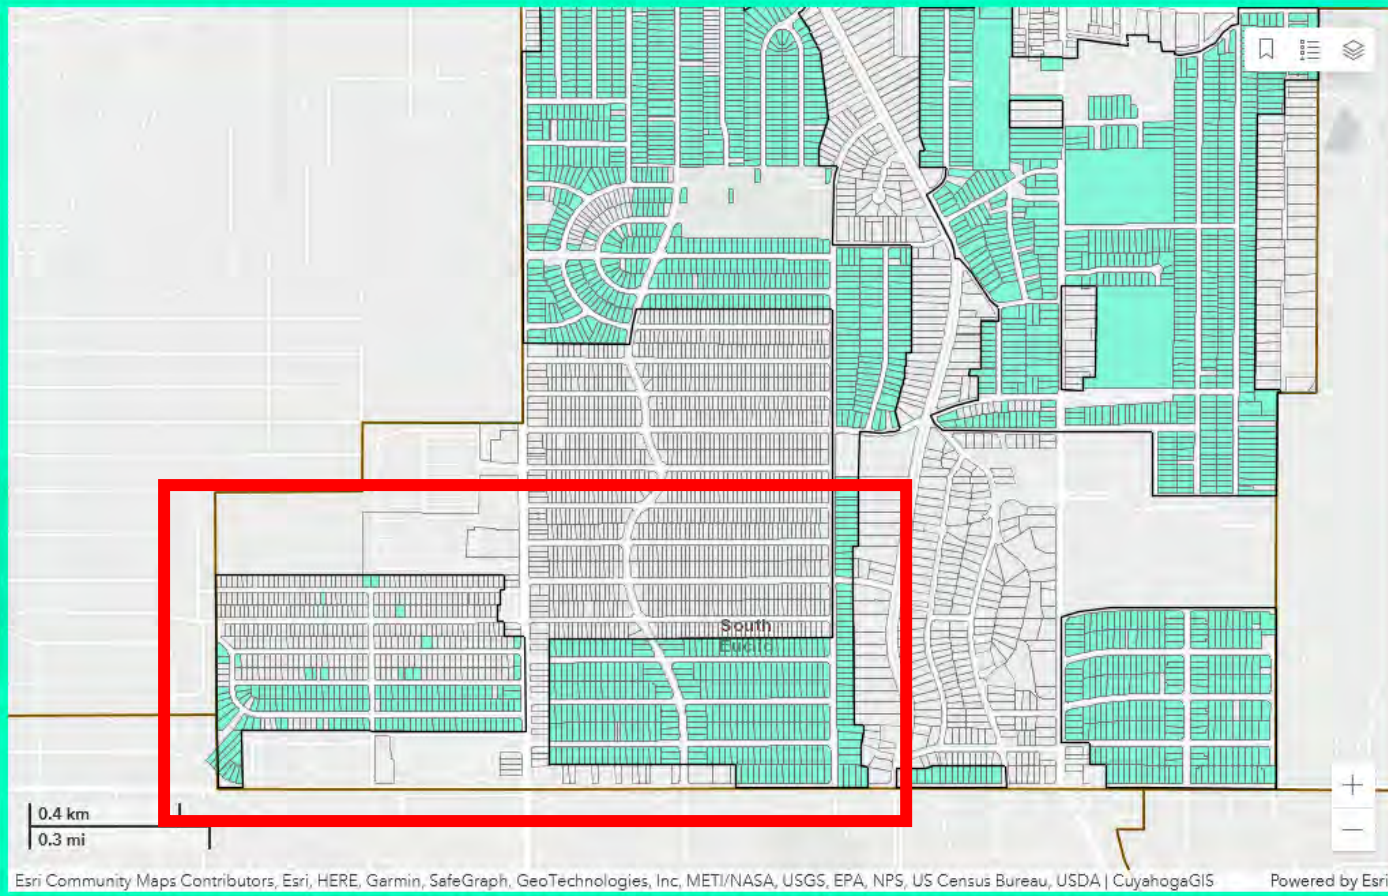 South
Euclid
0.4 km
0.3 mi
Esri Community Maps Contributors, Esri, HERE, Garmin, SafeGraph, GeoTechnologies, Inc, METI/NASA, USGS, EPA, NPS, US Census Bureau, USDA | CuyahogaGIS
Powered by Esri